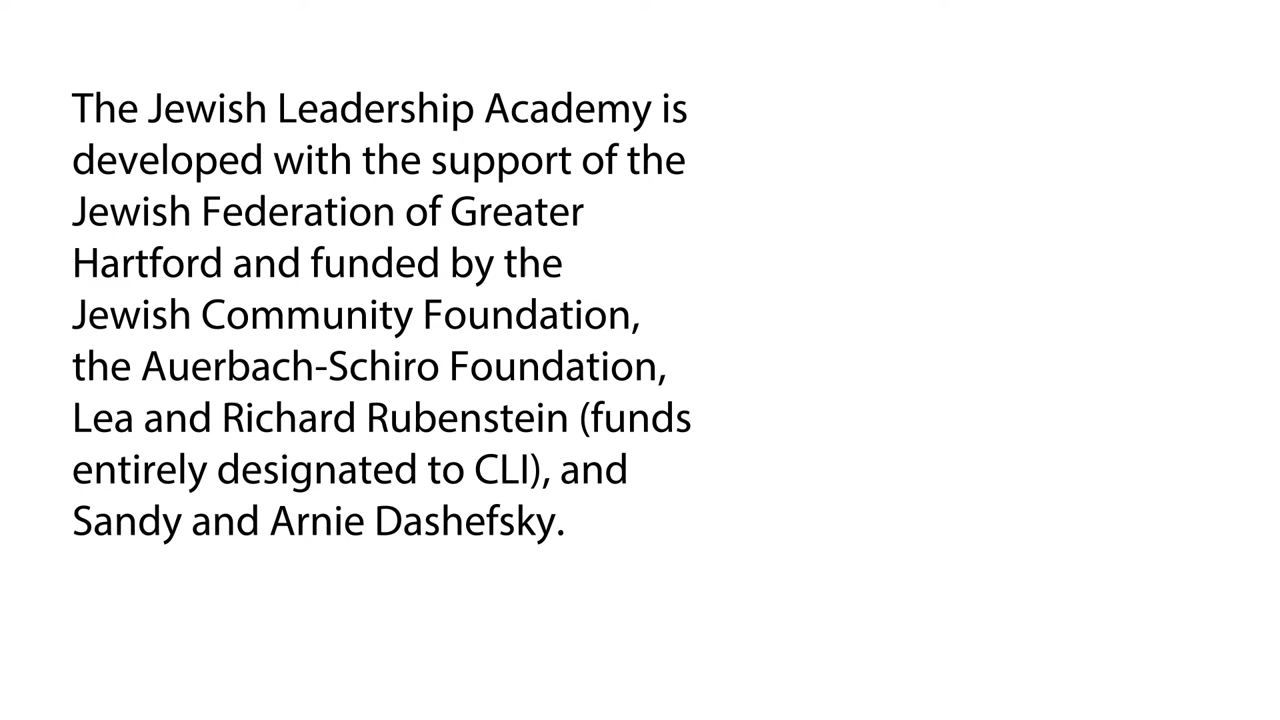 The Jewish Leadership Academy is
developed with the support of the
Jewish Federation of Greater
Hartford and funded by the
Jewish Community Foundation,
the Auerbach-Schiro Foundation,
Lea and Richard Rubenstein (funds
entirely designated to CLI), and
Sandy and Arnie Dashefsky.